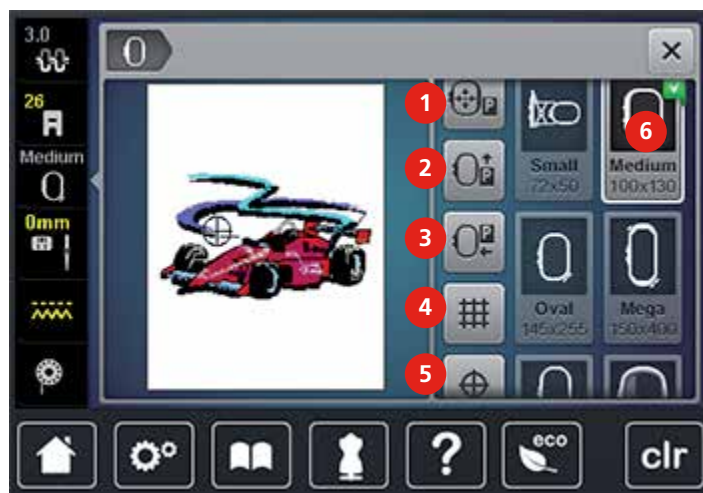 3.0
26
Medium
0mm
1
P
2
P
3
P
4
5
6
Small
72x50
Medium
100x130
Oval
145x255
Mega
150x400
?
eco
clr